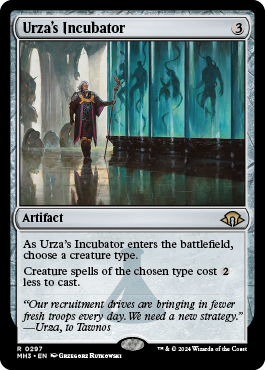 Urza's Incubator 3
Artifact
As Urza's Incubator enters the battlefield,
choose a creature type.
Creature spells of the chosen type cost 2
less to cast.
“Our recruitment drives are bringing in fewer
fresh troops every day. We need a new strategy.”
—Urza, to Tawnos
R 0297
MH3 • EN Grzegorz Rutkowski
™ & © 2024 Wizards of the Coast